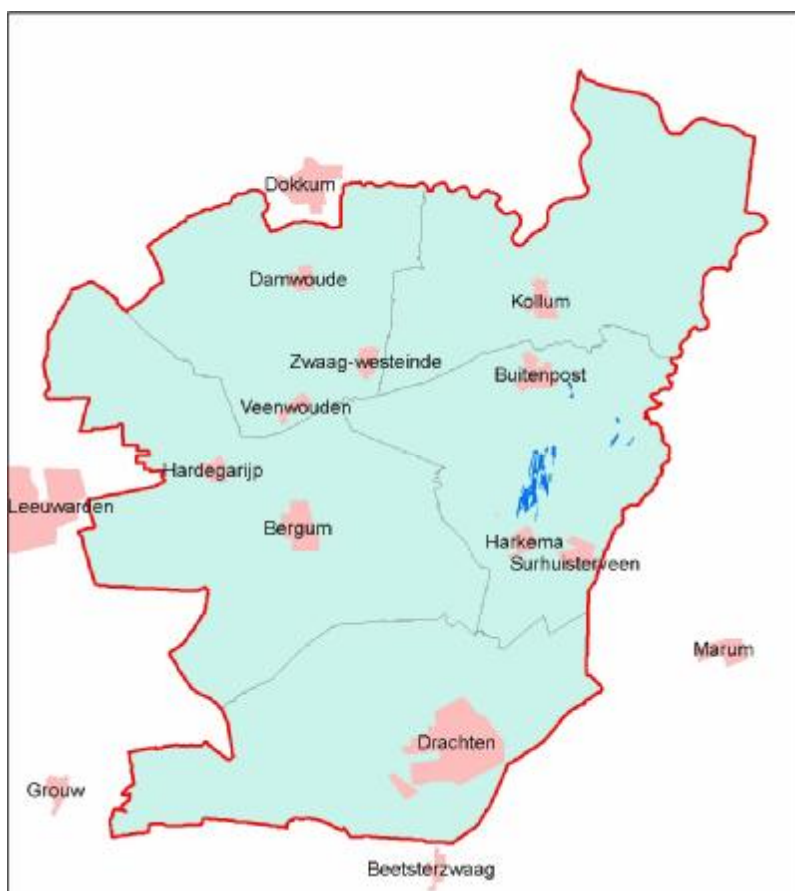 Dokkum
Damwoude
Kollum
Zwaag-westeinde
Buitenpost
Veenwouden
Hardegarijp
Leeuwarden
Bergum
Harkema
Surhuisterveen
Marum
Drachten
Grouw
Beetsterzwaag